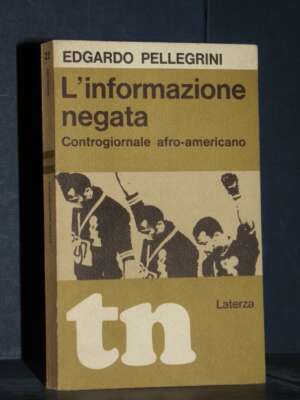 EDGARDO PELLEGRINI
L'informazione
negata
Controgiornale afro-americano
Laterza
tn